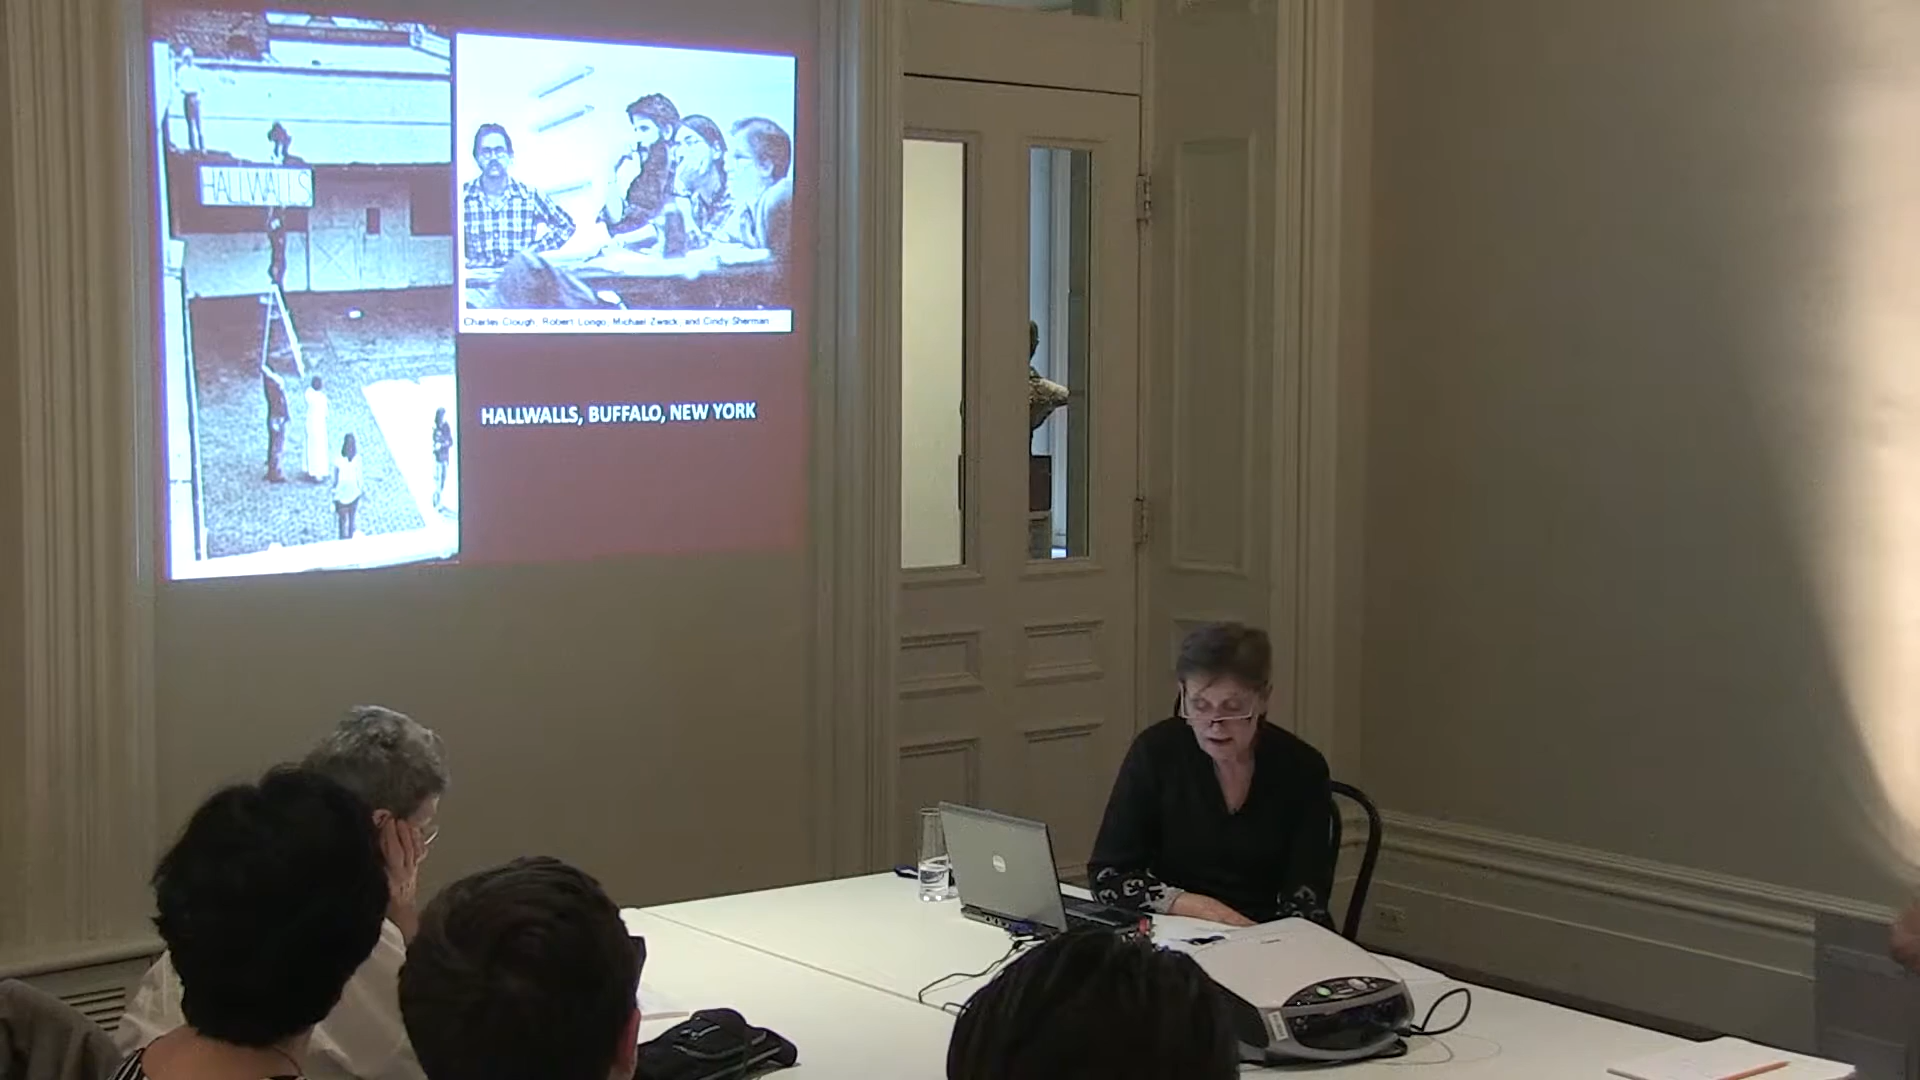 HALLWALLS
Charles Clough, Robert Longo, Michael Zwack, and Cindy Sherman
HALLWALLS, BUFFALO, NEW YORK